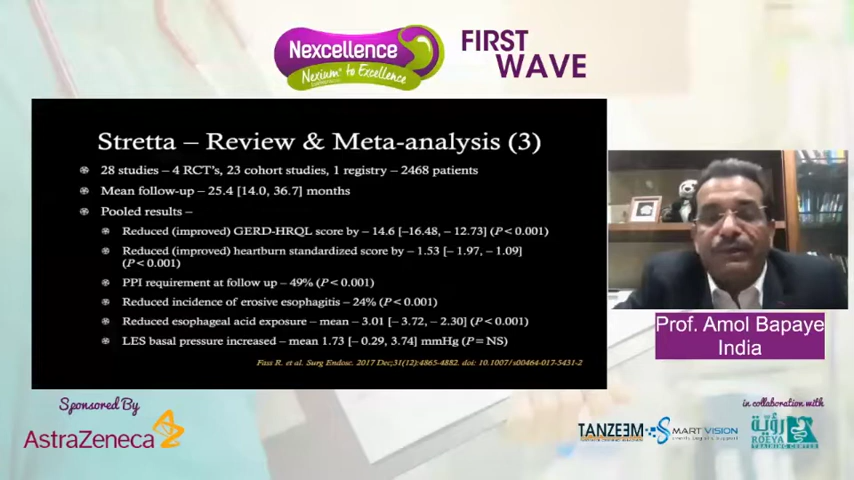 Nexcellence
Nexium to Excellence
FIRST
WAVE
Stretta – Review & Meta-analysis (3)
28 studies – 4 RCT's, 23 cohort studies, 1 registry – 2468 patients
Mean follow-up – 25.4 [14.0, 36.7] months
Pooled results –
Reduced (improved) GERD-HRQL score by – 14.6 [–16.48, – 12.73] (P < 0.001)
Reduced (improved) heartburn standardized score by – 1.53 [– 1.97, – 1.09]
(P < 0.001)
PPI requirement at follow up – 49% (P < 0.001)
Reduced incidence of erosive esophagitis – 24% (P < 0.001)
Reduced esophageal acid exposure – mean – 3.01 [– 3.72, – 2.30] (P < 0.001)
LES basal pressure increased – mean 1.73 [– 0.29, 3.74] mmHg (P = NS)
Fass R. et al. Surg Endosc. 2017 Dec;31(12):4865-4882. doi: 10.1007/s00464-017-5431-2
Prof. Amol Bapaye
India
Sponsored By
AstraZeneca
in collaboration with
TANZEEM
SMART VISION
Events Logistic Support
رؤية
ROEYA
TRAINING CENTER